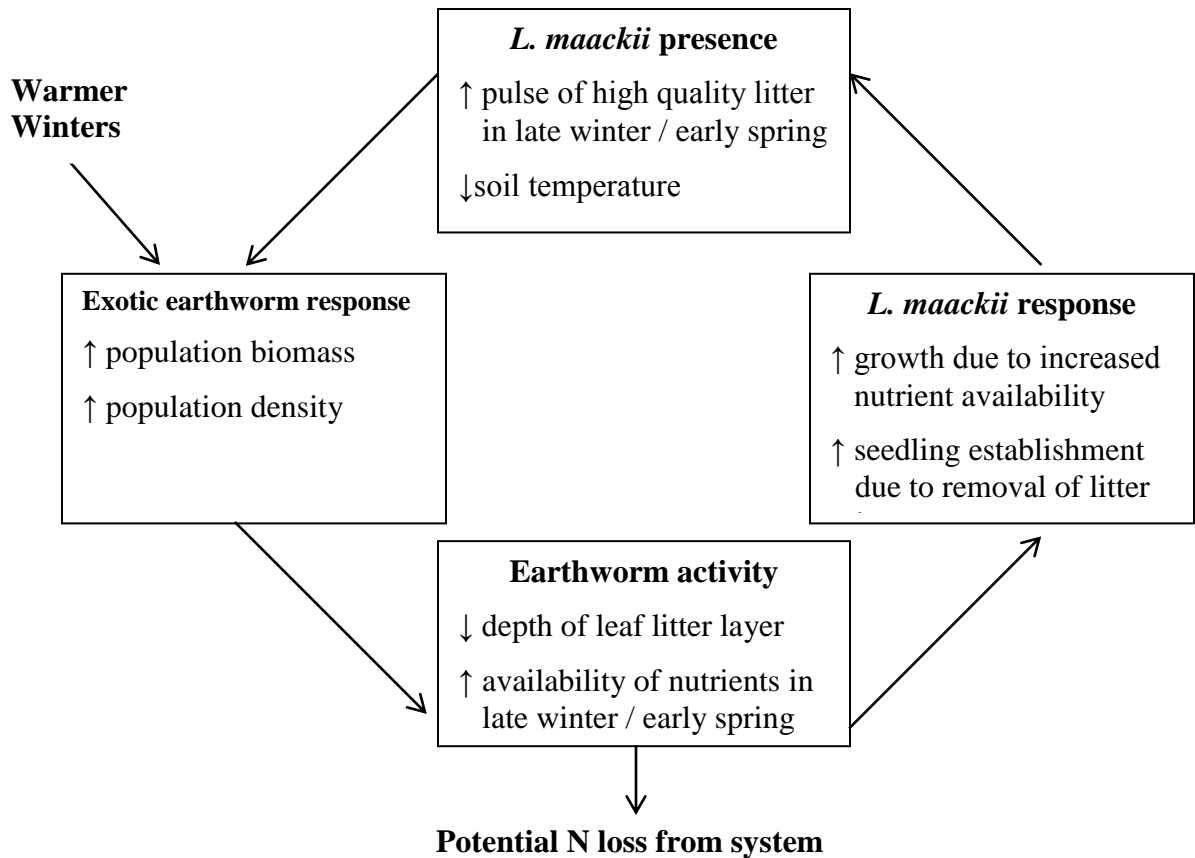 L. maackii presence
↑ pulse of high quality litter
in late winter / early spring
↓soil temperature
Warmer
Winters
Exotic earthworm response
↑ population biomass
↑ population density
L. maackii response
↑ growth due to increased
nutrient availability
↑ seedling establishment
due to removal of litter
Earthworm activity
↓ depth of leaf litter layer
↑ availability of nutrients in
late winter / early spring
Potential N loss from system